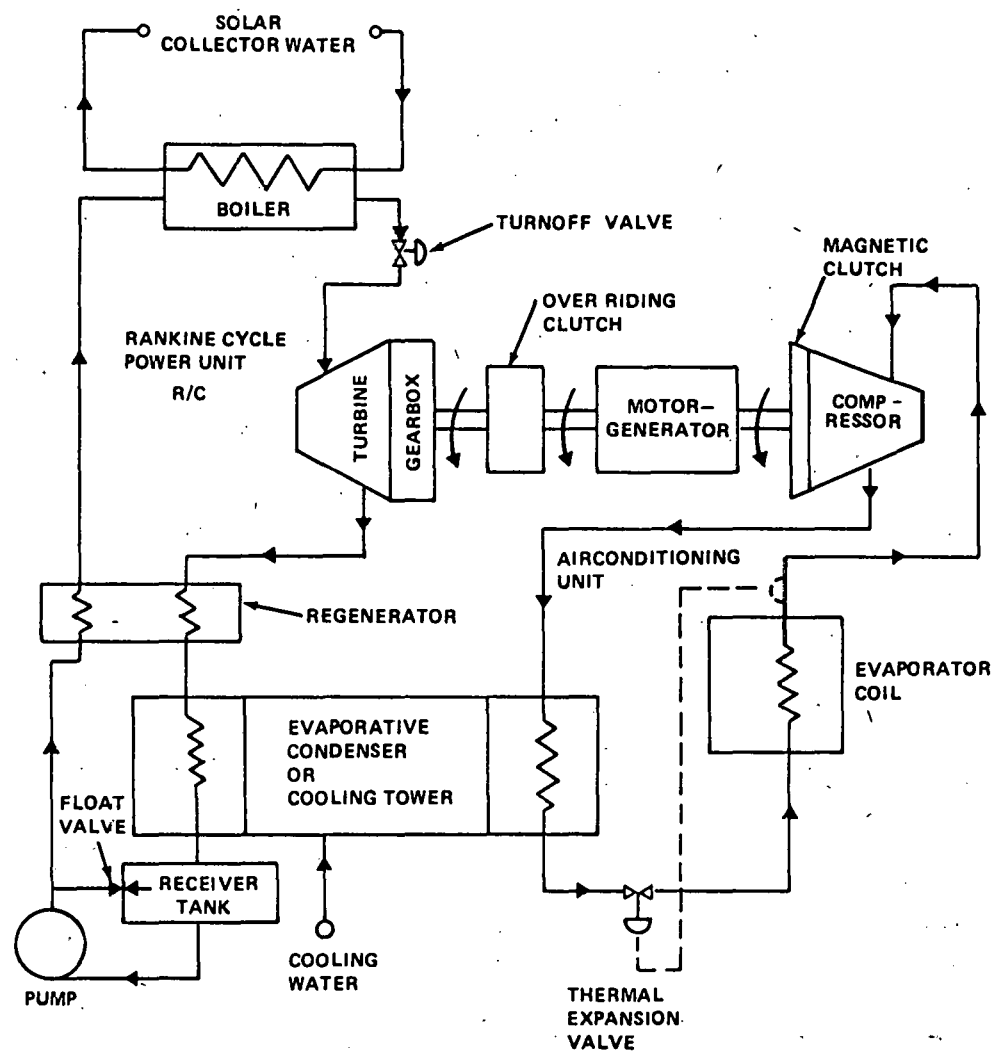 SOLAR
COLLECTOR WATER
BOILER
TURNOFF VALVE
MAGNETIC
CLUTCH
OVER RIDING
CLUTCH
RANKINE CYCLE
POWER UNIT
R/C
TURBINE
GEARBOX
MOTOR-
GENERATOR
COMP-
RESSOR
AIRCONDITIONING
UNIT
REGENERATOR
EVAPORATOR
COIL
EVAPORATIVE
CONDENSER
OR
COOLING TOWER
FLOAT
VALVE
RECEIVER
TANK
PUMP
COOLING
WATER
THERMAL
EXPANSION
VALVE